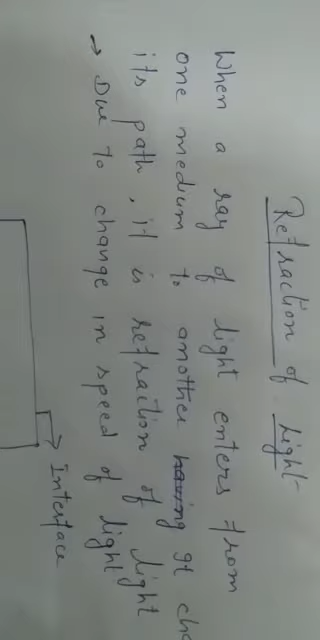 Refraction of Light
When a ray of light enters from
one medium to another having it cha
its path, it is refraction of light
→ Due to change in speed of light
→ Interface